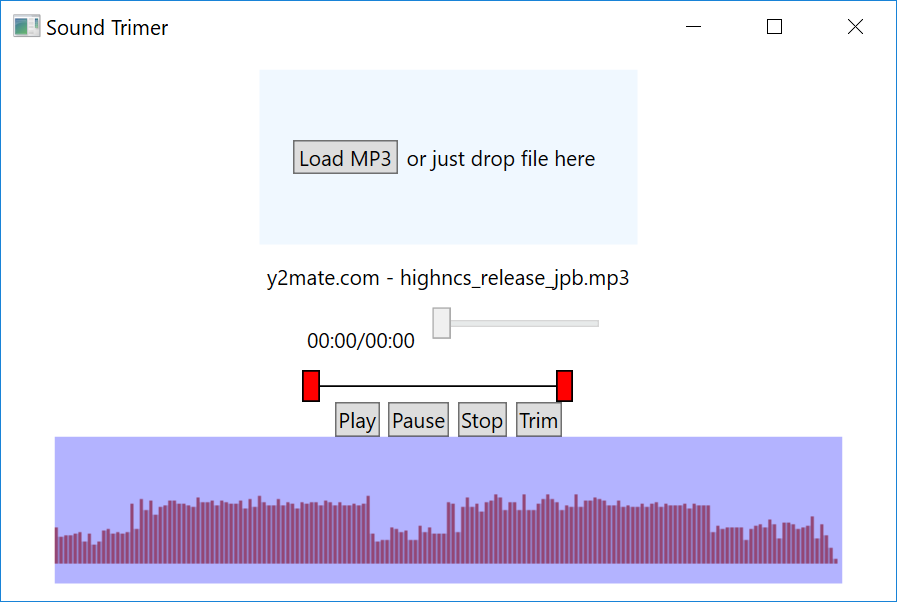 Sound Trimer
Load MP3 or just drop file here
y2mate.com - highncs_release_jpb.mp3
00:00/00:00
Play Pause Stop Trim